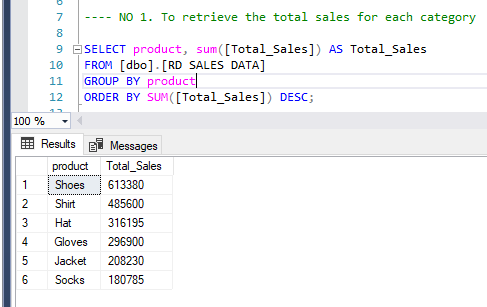 7 ---- NO 1. To retrieve the total sales for each category
8
9 SELECT product, sum([Total_Sales]) AS Total_Sales
10 FROM [dbo].[RD SALES DATA]
11 GROUP BY product
12 ORDER BY SUM([Total_Sales]) DESC;
100 %
Results Messages
product Total_Sales
1 Shoes 613380
2 Shirt 485600
3 Hat 316195
4 Gloves 296900
5 Jacket 208230
6 Socks 180785